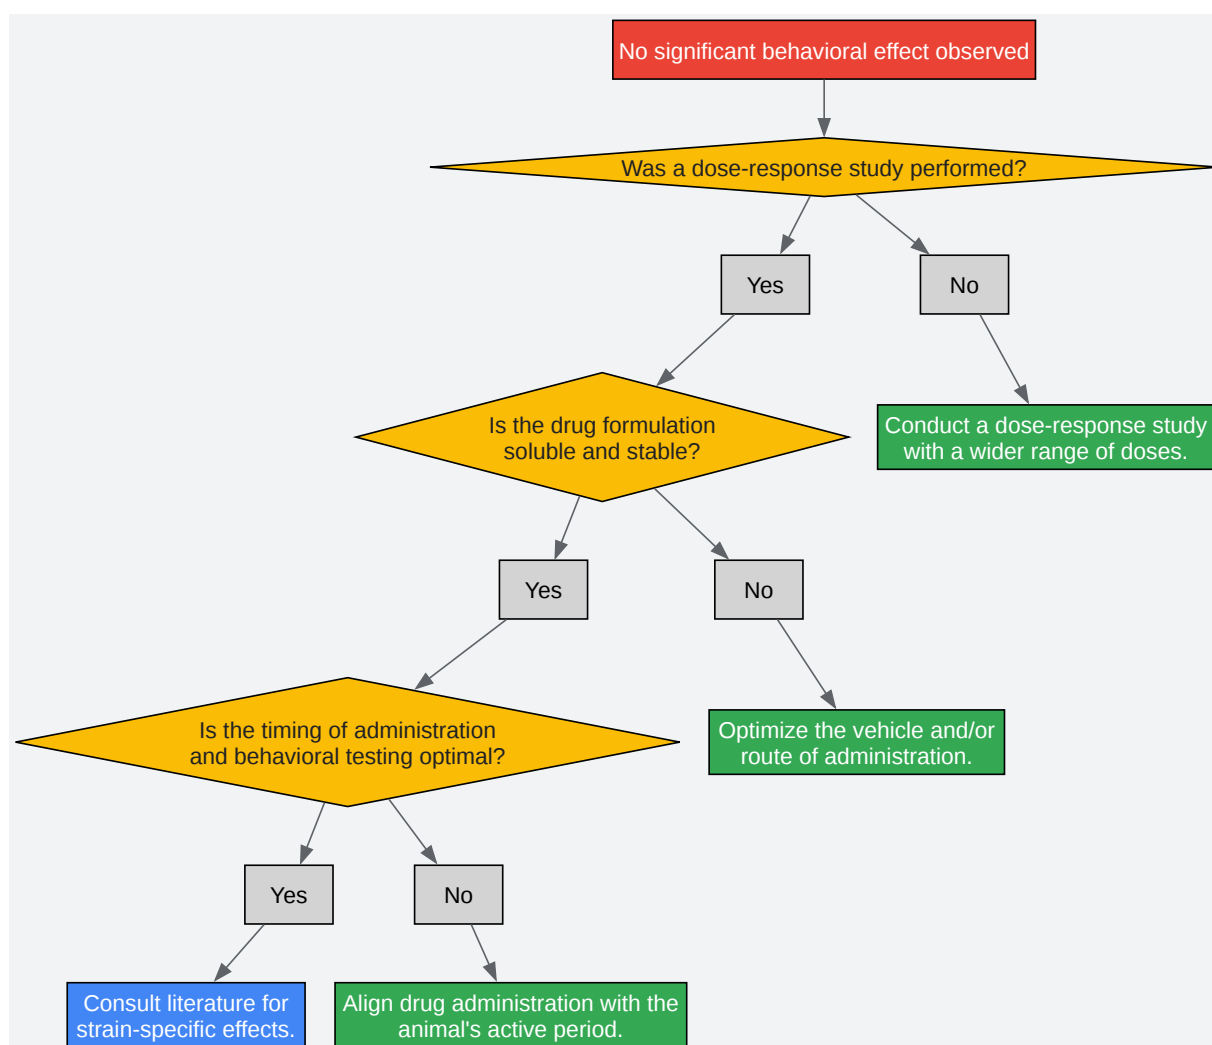 No significant behavioral effect observed
Was a dose-response study performed?
Yes
No
Is the drug formulation
soluble and stable?
Conduct a dose-response study
with a wider range of doses.
Yes
No
Is the timing of administration
and behavioral testing optimal?
Optimize the vehicle and/or
route of administration.
Yes
No
Consult literature for
strain-specific effects.
Align drug administration with the
animal's active period.